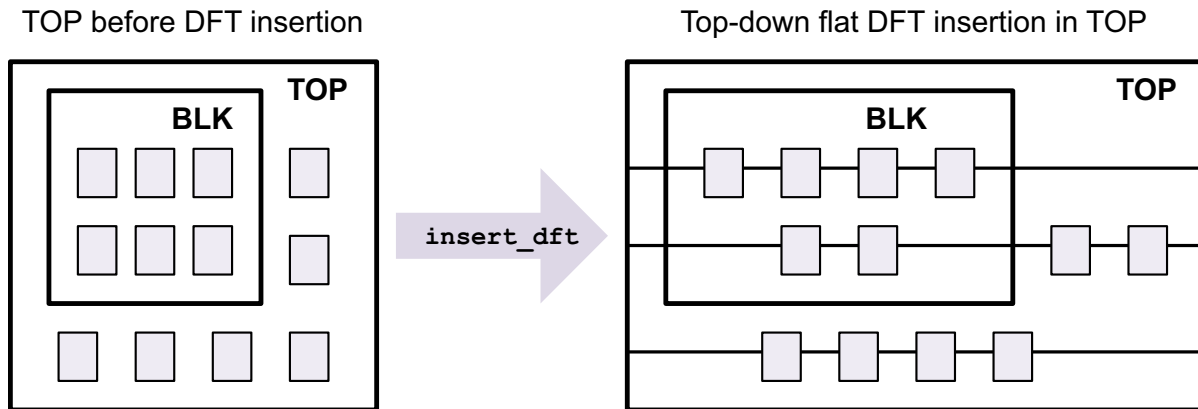 TOP before DFT insertion
Top-down flat DFT insertion in TOP
TOP
BLK
insert_dft
TOP
BLK